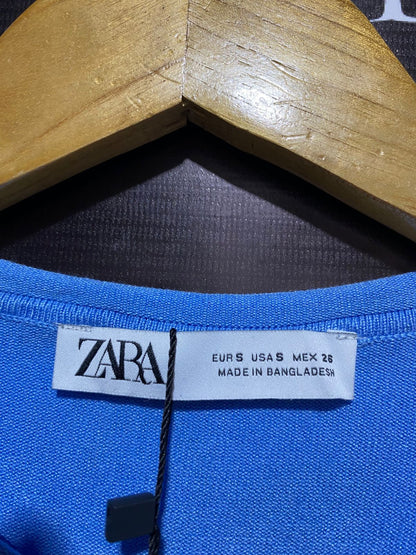 ZARA
EUR S USA S MEX 26
MADE IN BANGLADESH